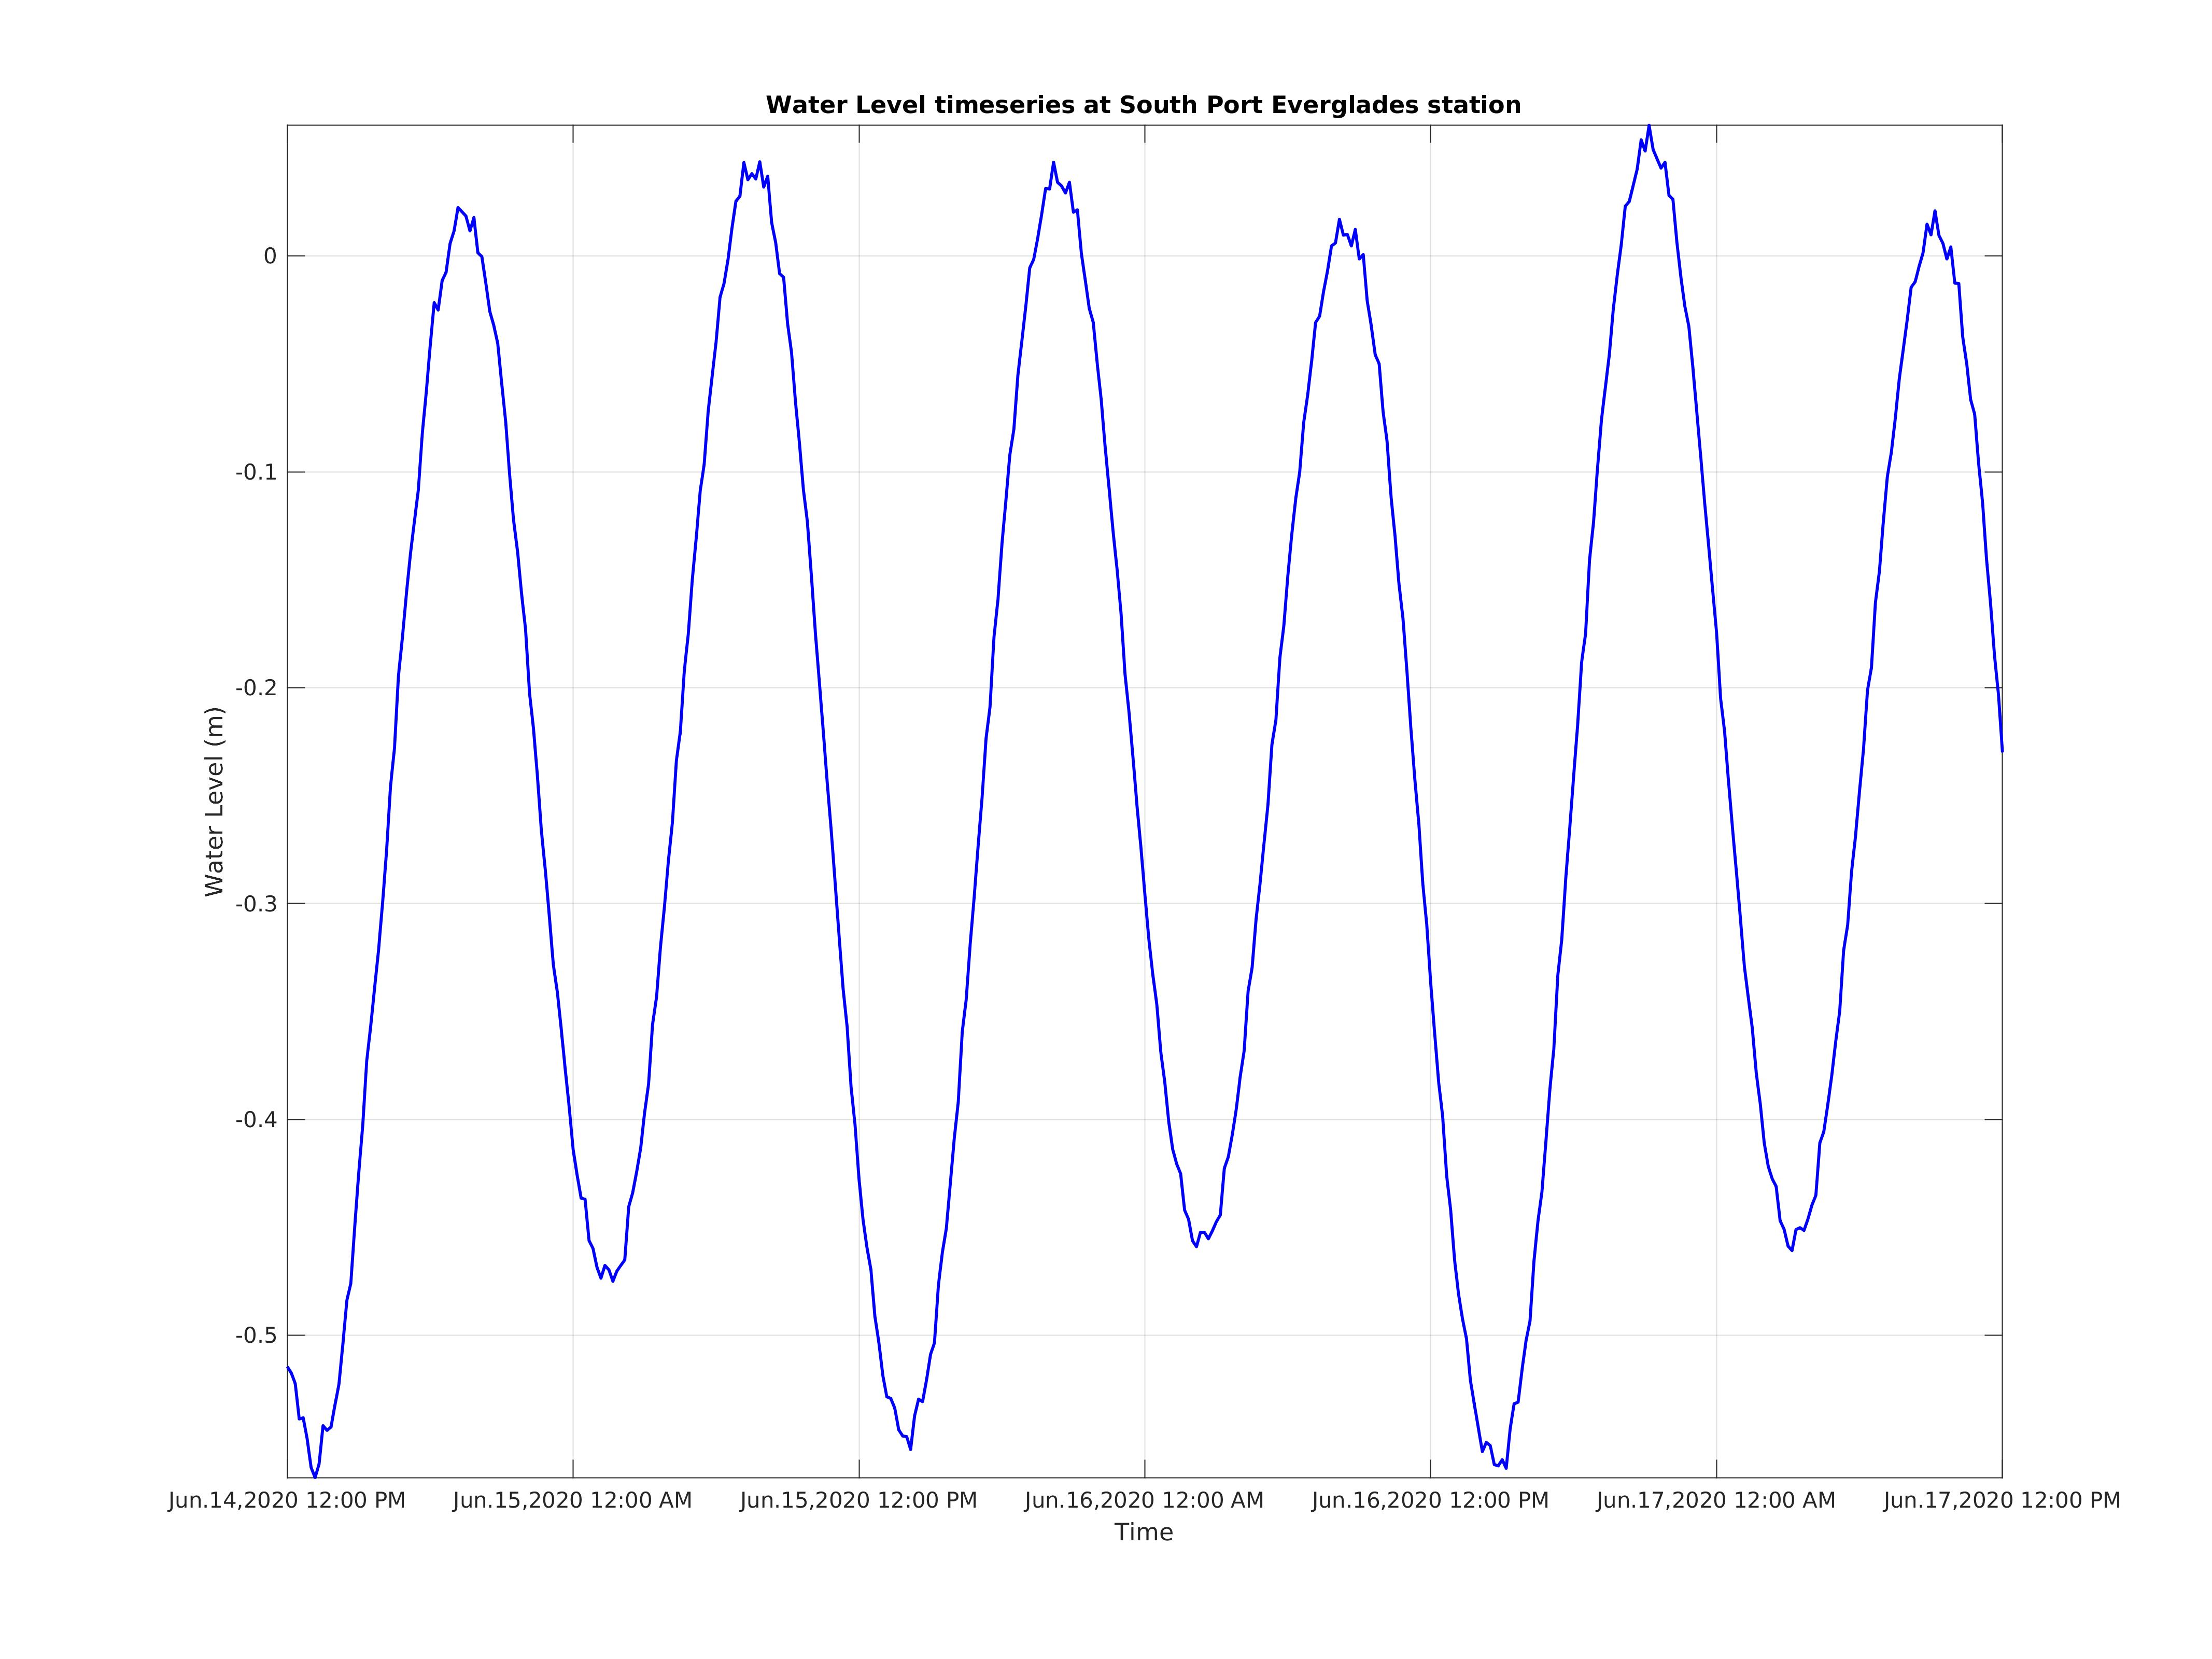 Water Level timeseries at South Port Everglades station
0
-0.1
-0.2
-0.3
-0.4
-0.5
Water Level (m)
Jun.14,2020 12:00 PM Jun.15,2020 12:00 AM Jun.15,2020 12:00 PM Jun.16,2020 12:00 AM Jun.16,2020 12:00 PM Jun.17,2020 12:00 AM Jun.17,2020 12:00 PM
Time